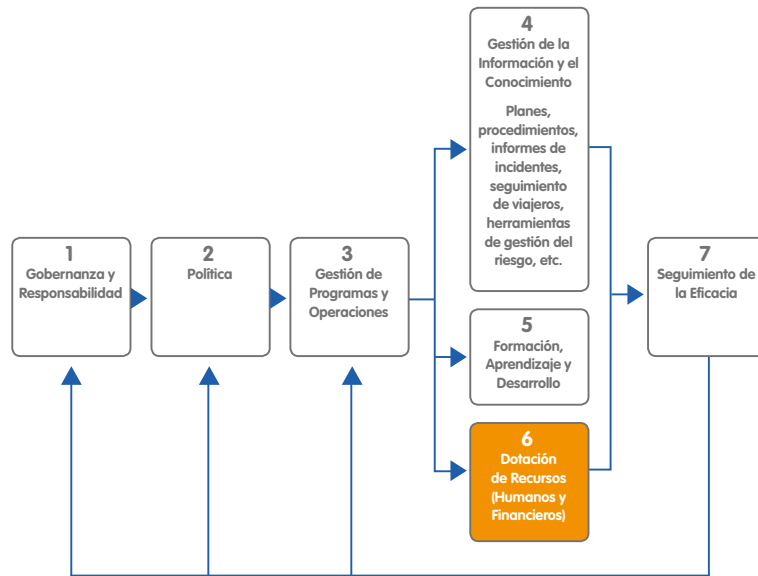 1
Gobernanza y
Responsabilidad
2
Política
3
Gestión de
Programas y
Operaciones
4
Gestión de la
Información y el
Conocimiento
Planes,
procedimientos,
informes de
incidentes,
seguimiento
de viajeros,
herramientas
de gestión del
riesgo, etc.
5
Formación,
Aprendizaje y
Desarrollo
6
Dotación
de Recursos
(Humanos y
Financieros)
7
Seguimiento de
la Eficacia